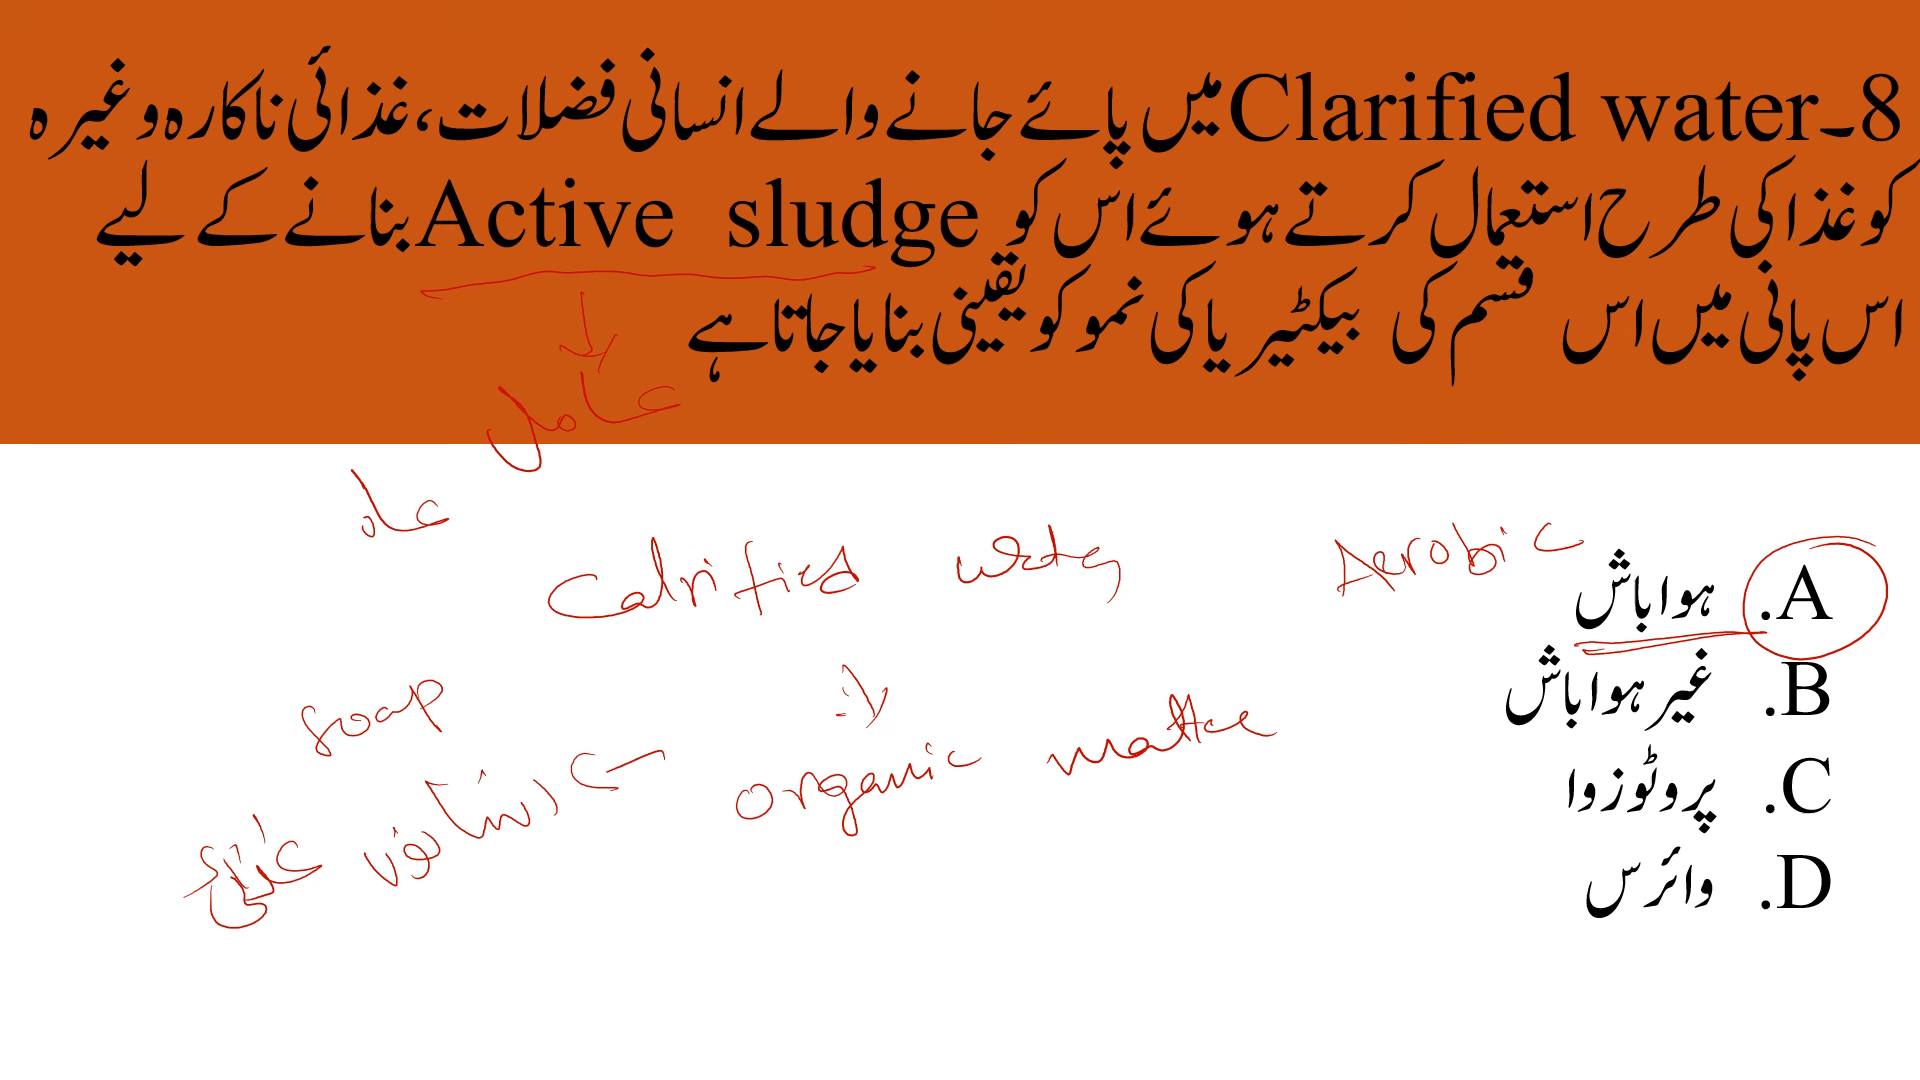 8۔Clarified water میں پائے جانے والے انسانی فضلات، غذائی ناکارہ وغیرہ
کو غذا کی طرح استعمال کرتے ہوئے اس کو Active sludge بنانے کے لیے
اس پانی میں اس قسم کی بیکٹیریا کی نمو کو یقینی بنایا جاتا ہے
عامل
Calrified water
Aerobic
A. ہوا باش
B. غیر ہوا باش
soap
organic matter
C. پروٹوزوا
D. وائرس